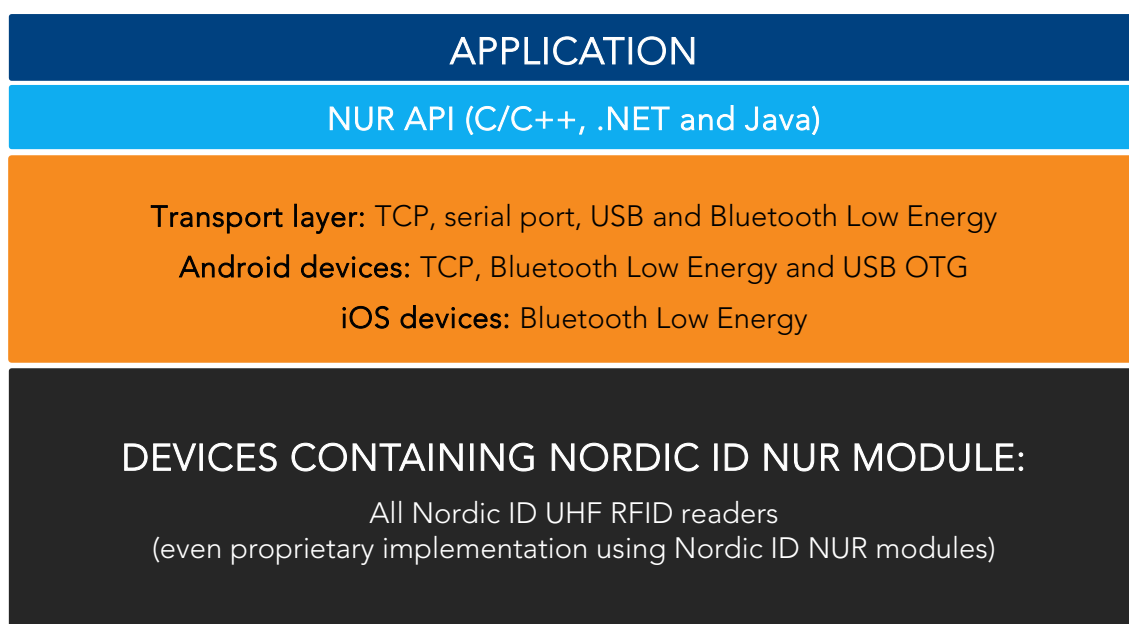 APPLICATION
NUR API (C/C++, .NET and Java)
Transport layer: TCP, serial port, USB and Bluetooth Low Energy
Android devices: TCP, Bluetooth Low Energy and USB OTG
iOS devices: Bluetooth Low Energy
DEVICES CONTAINING NORDIC ID NUR MODULE:
All Nordic ID UHF RFID readers
(even proprietary implementation using Nordic ID NUR modules)